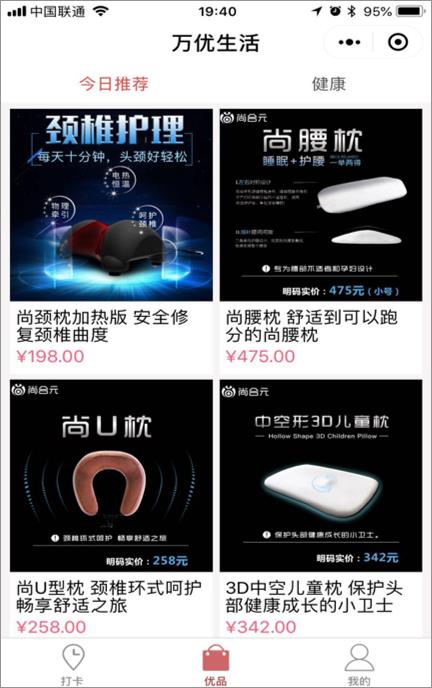 中国联通
19:40
95%
万优生活
今日推荐
健康
颈椎护理
每天十分钟，头颈好轻松
电热
恒温
物理
牵引
呵护
颈椎
尚颈枕加热版 安全修
复颈椎曲度
¥198.00
尚合元
尚腰枕
睡眠+护腰
一举两得
专为腰部不适者和孕妇设计
明码实价：475元（小号）
尚腰枕 舒适到可以跑
分的尚腰枕
¥475.00
尚合元
尚U枕
颈椎环式呵护 畅享舒适之旅
明码实价：258元
尚U型枕 颈椎环式呵护
畅享舒适之旅
¥258.00
尚合元
中空形3D儿童枕
Hollow Shape 3D Children Pillow
保护头部健康成长的小卫士。
明码实价：342元
3D中空儿童枕 保护头
部健康成长的小卫士
¥342.00
打卡
优品
我的